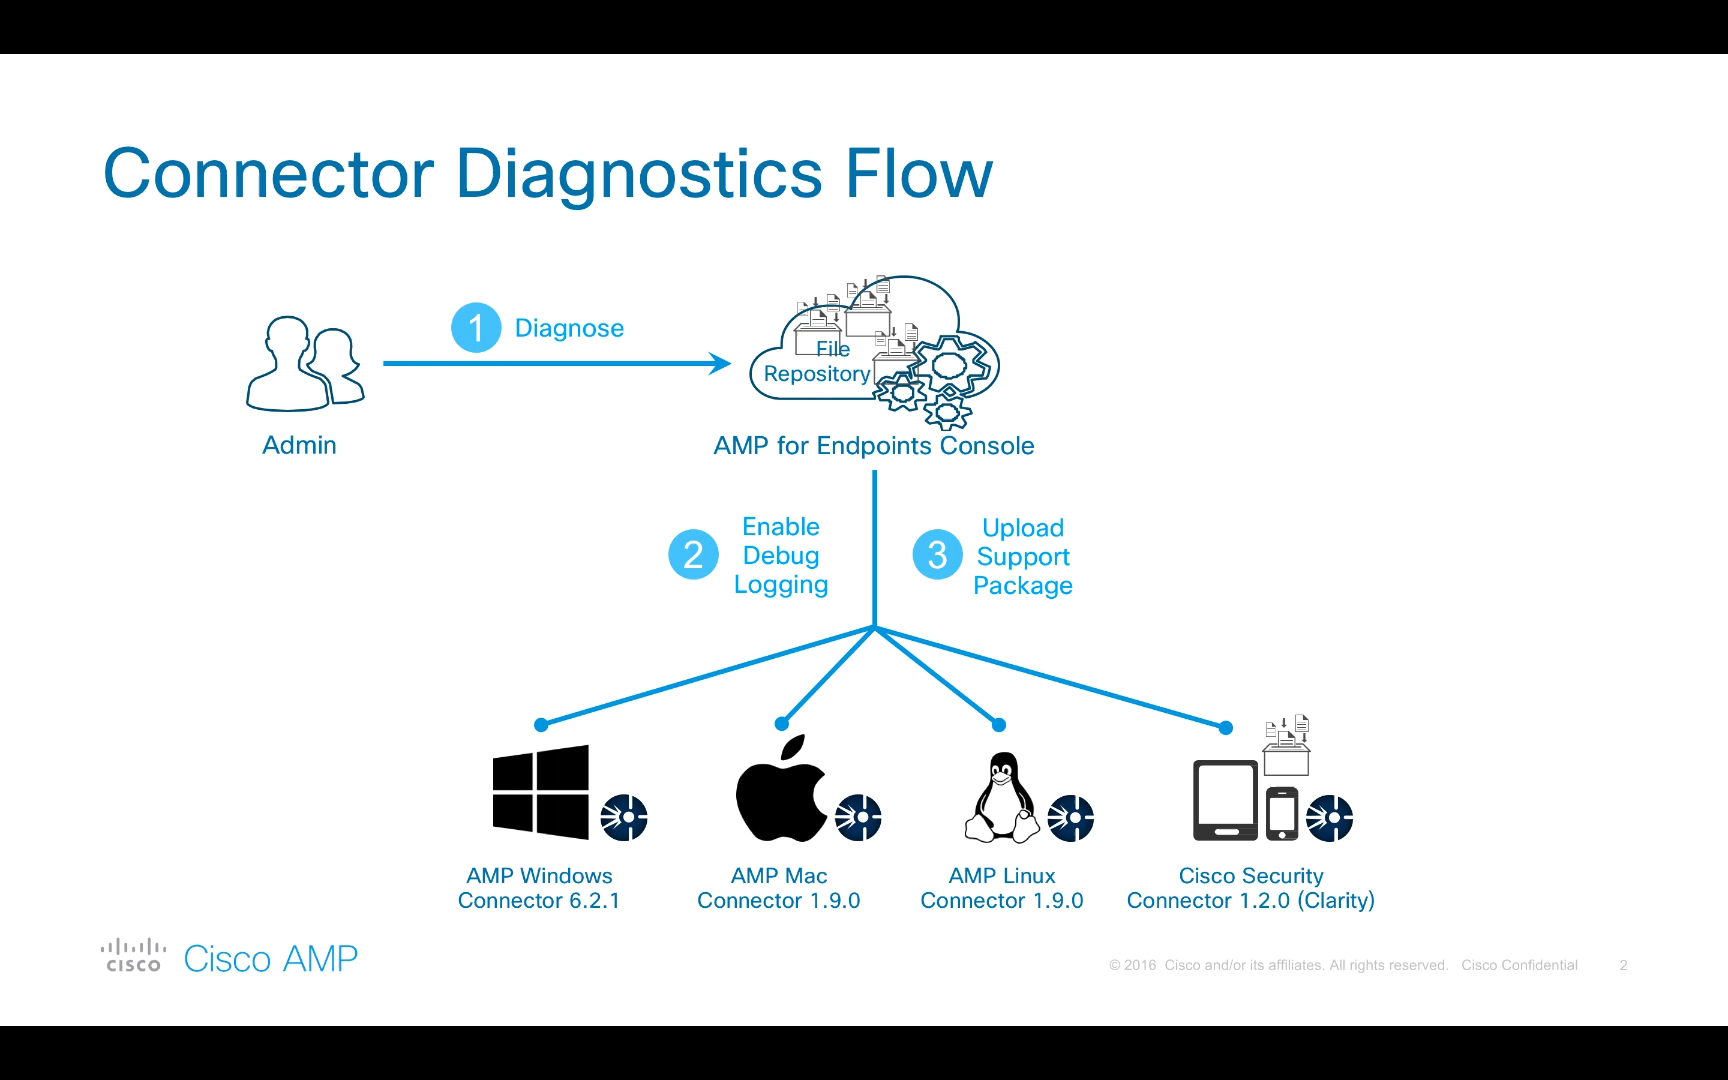 Connector Diagnostics Flow
1 Diagnose
File
Repository
Admin
AMP for Endpoints Console
2
Enable
Debug
Logging
3
Upload
Support
Package
AMP Windows
Connector 6.2.1
AMP Mac
Connector 1.9.0
AMP Linux
Connector 1.9.0
Cisco Security
Connector 1.2.0 (Clarity)
CISCO Cisco AMP
© 2016 Cisco and/or its affiliates. All rights reserved. Cisco Confidential 2